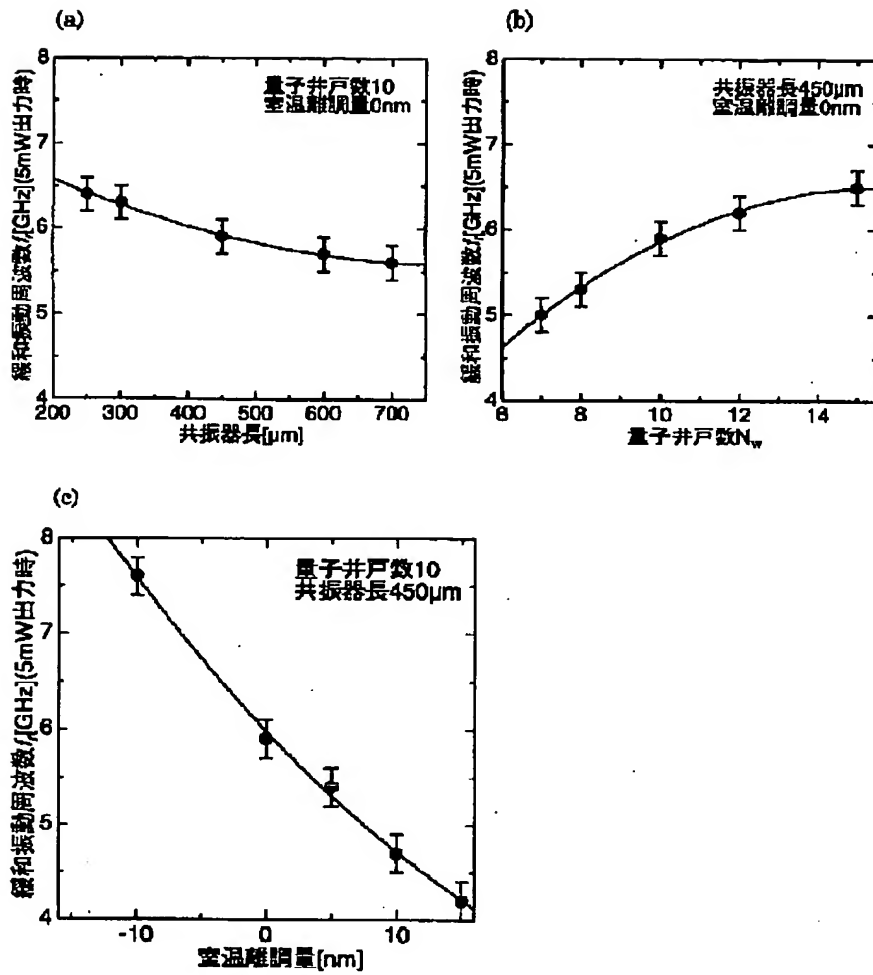 (a)
緩和振動周波数fr[GHz](5mW出力時)
8
7
6
5
4
量子井戸数10
室温離調量0nm
200 300 400 500 600 700
共振器長[μm]
(b)
緩和振動周波数fr[GHz](5mW出力時)
8
7
6
5
4
共振器長450μm
室温離調量0nm
6 8 10 12 14
量子井戸数Nw
(c)
緩和振動周波数fr[GHz](5mW出力時)
8
7
6
5
4
量子井戸数10
共振器長450μm
-10 0 10
室温離調量[nm]